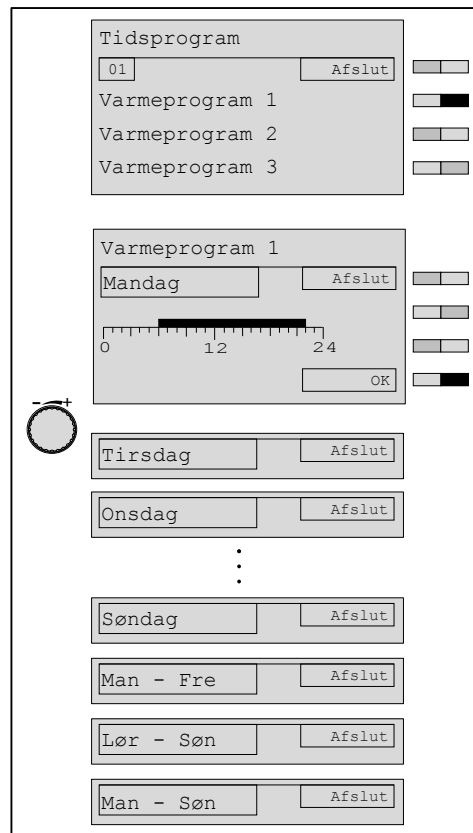 Tidsprogram
01 Afslut
Varmeprogram 1
Varmeprogram 2
Varmeprogram 3
Varmeprogram 1
Mandag Afslut
0 12 24
OK
- +
Tirsdag Afslut
Onsdag Afslut
Søndag Afslut
Man - Fre Afslut
Lør - Søn Afslut
Man - Søn Afslut